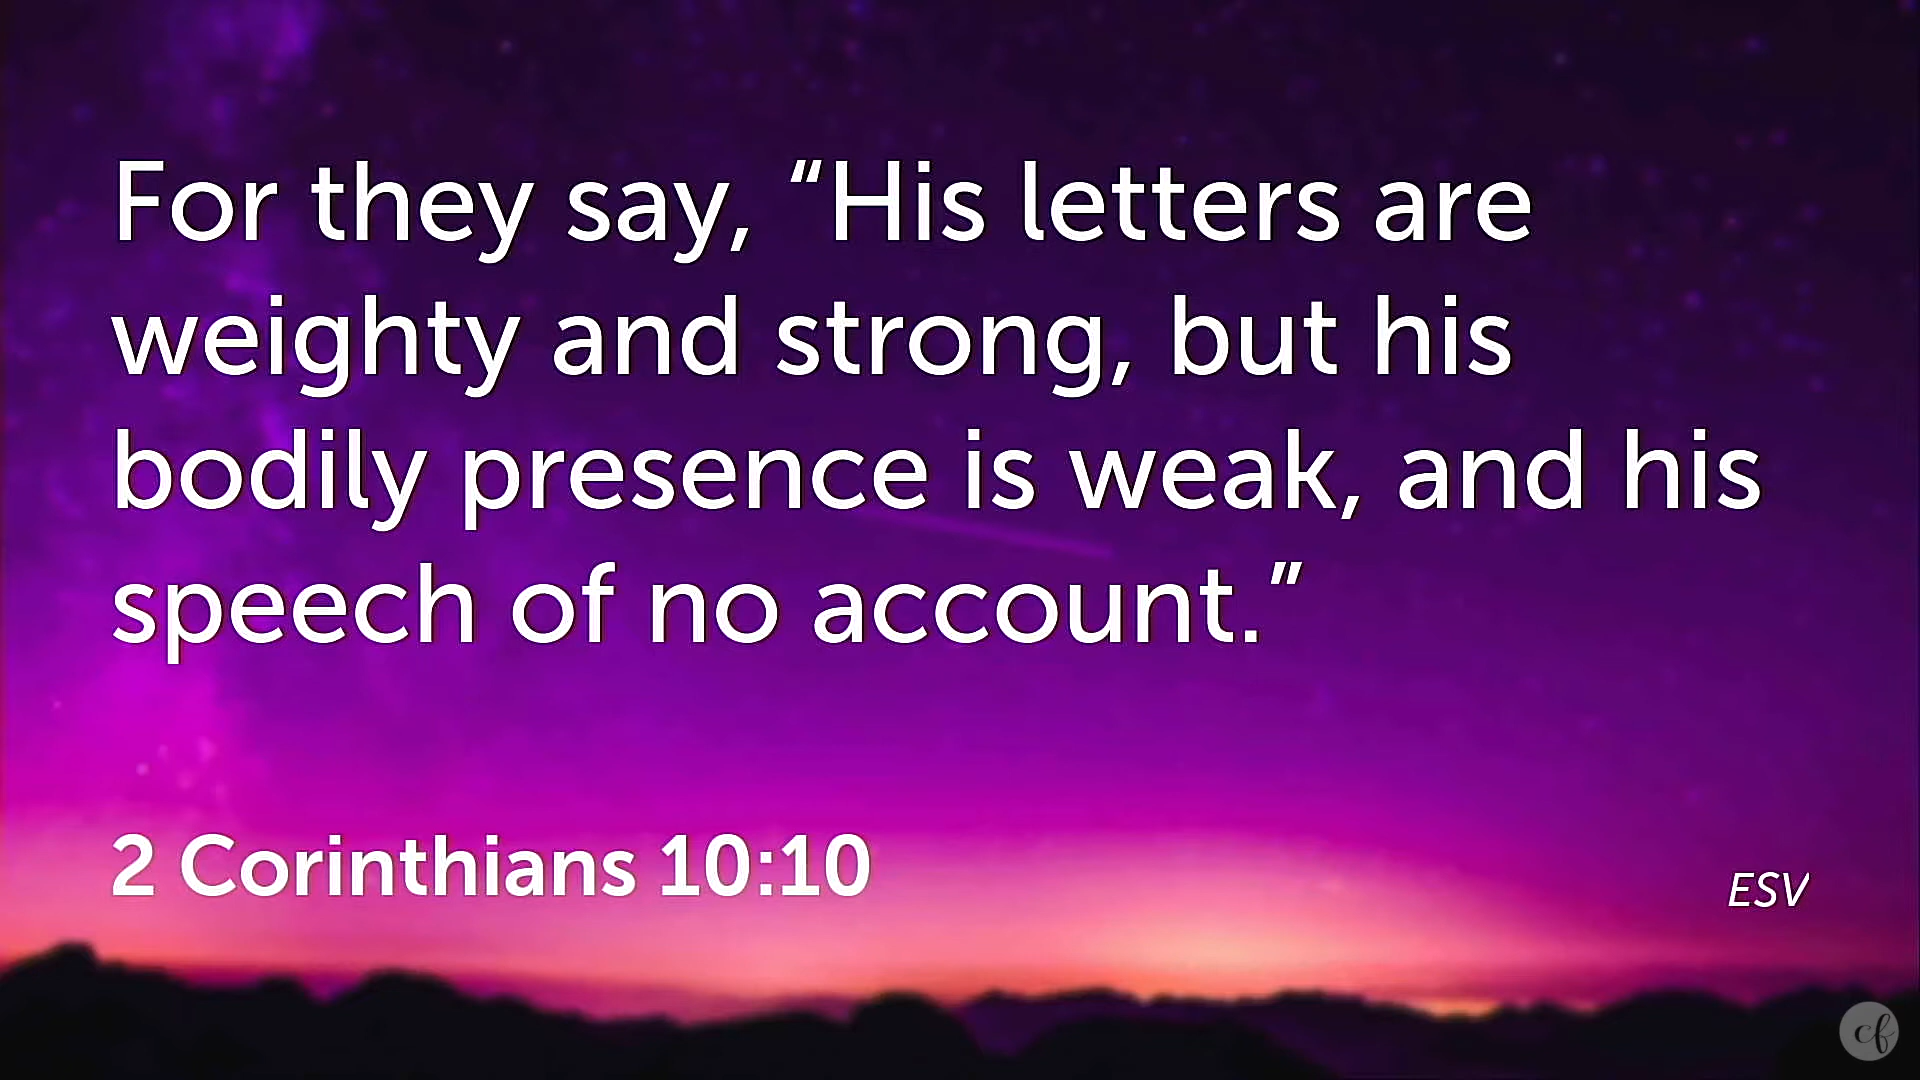 For they say, “His letters are
weighty and strong, but his
bodily presence is weak, and his
speech of no account.”
2 Corinthians 10:10
ESV
cf